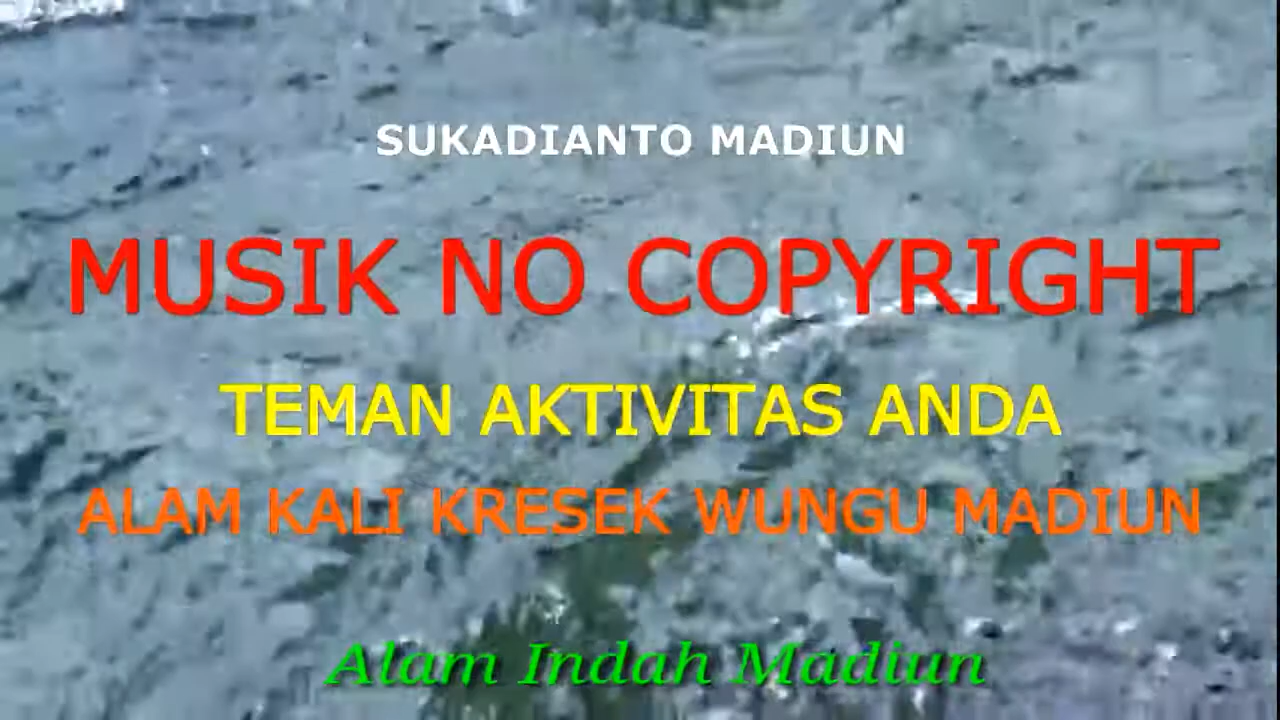 SUKADIANTO MADIUN
MUSIK NO COPYRIGHT
TEMAN AKTIVITAS ANDA
ALAM KALI KRESEK WUNGU MADIUN
Alam Indah Madiun